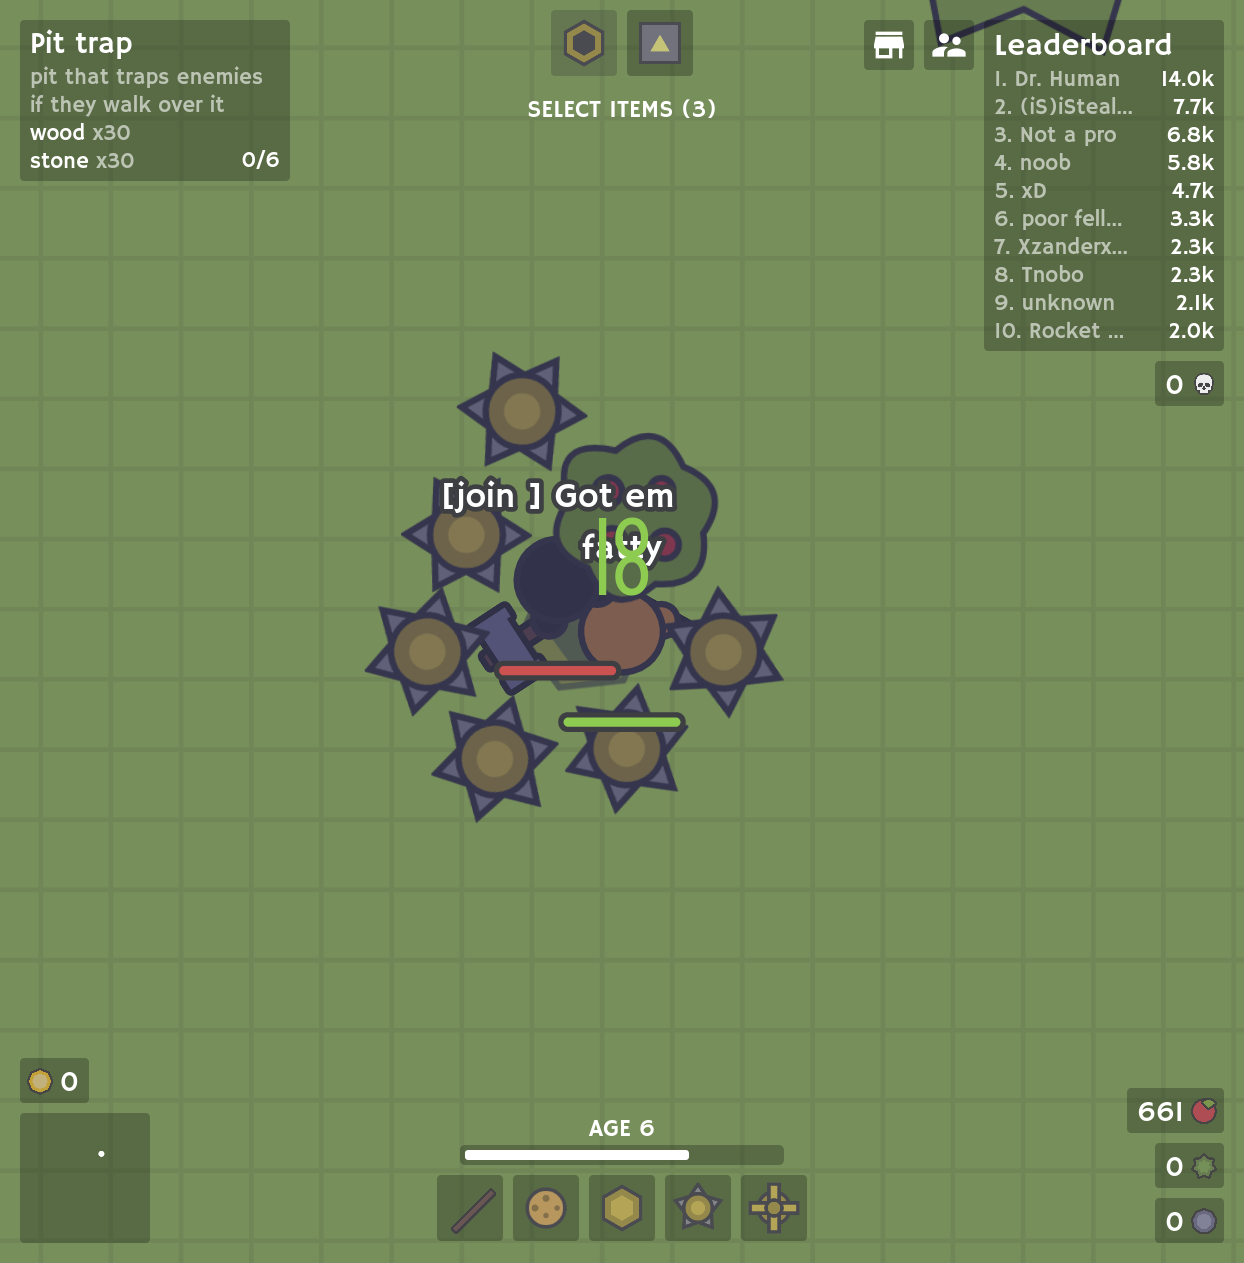 Pit trap
pit that traps enemies
if they walk over it
wood x30
stone x30 0/6
SELECT ITEMS (3)
Leaderboard
1. Dr. Human 14.0k
2. (iS)iSteal... 7.7k
3. Not a pro 6.8k
4. noob 5.8k
5. xD 4.7k
6. poor fell... 3.3k
7. Xzanderx... 2.3k
8. Tnobo 2.3k
9. unknown 2.1k
10. Rocket ... 2.0k
0
[join ] Got em
fatty
18
0
AGE 6
661
0
0